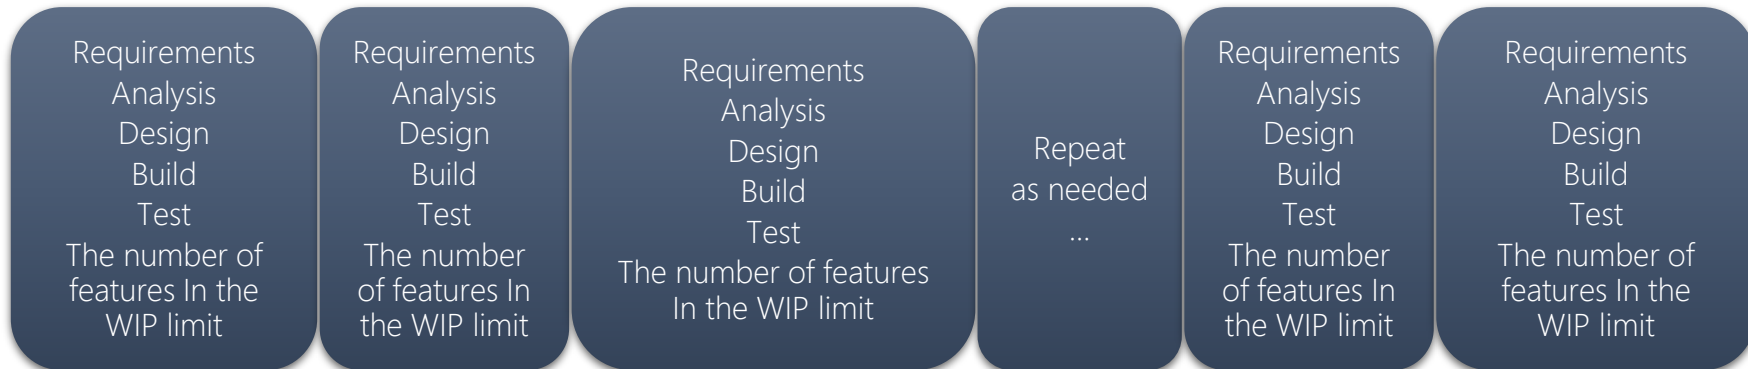 Requirements
Analysis
Design
Build
Test
The number of
features In the
WIP limit
Requirements
Analysis
Design
Build
Test
The number
of features In
the WIP limit
Requirements
Analysis
Design
Build
Test
The number of features
In the WIP limit
Repeat
as needed
...
Requirements
Analysis
Design
Build
Test
The number
of features In
the WIP limit
Requirements
Analysis
Design
Build
Test
The number of
features In the
WIP limit